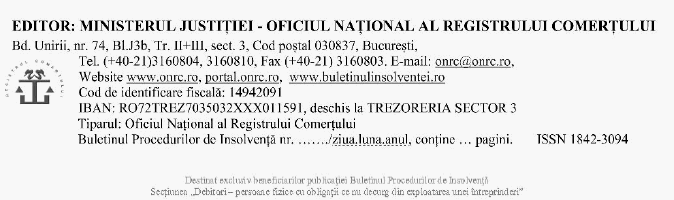 EDITOR: MINISTERUL JUSTIȚIEI - OFICIUL NAȚIONAL AL REGISTRULUI COMERȚULUI
Bd. Unirii, nr. 74, Bl.J3b, Tr. II+III, sect. 3, Cod poștal 030837, București,
Tel. (+40-21)3160804, 3160810, Fax (+40-21) 3160803. E-mail: onrc@onrc.ro,
Website www.onrc.ro, portal.onrc.ro, www.buletinulinsolventei.ro
Cod de identificare fiscală: 14942091
IBAN: RO72TREZ7035032XXX011591, deschis la TREZORERIA SECTOR 3
Tiparul: Oficiul Național al Registrului Comerțului
Buletinul Procedurilor de Insolvență nr. ……./ziua.luna.anul, conține … pagini. ISSN 1842-3094
REGISTRUL COMERȚULUI
Destinat exclusiv beneficiarilor publicației Buletinul Procedurilor de Insolvență
Secțiunea „Debitori – persoane fizice cu obligații ce nu decurg din exploatarea unei întreprinderi”